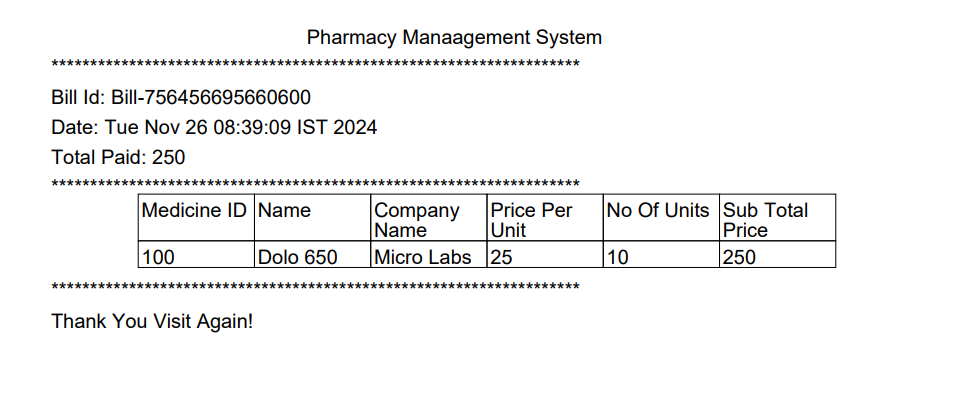 Pharmacy Manaagement System
*********************************************************************
Bill Id: Bill-756456695660600
Date: Tue Nov 26 08:39:09 IST 2024
Total Paid: 250
*********************************************************************
Medicine ID Name Company Name Price Per Unit No Of Units Sub Total Price
100 Dolo 650 Micro Labs 25 10 250
*********************************************************************
Thank You Visit Again!